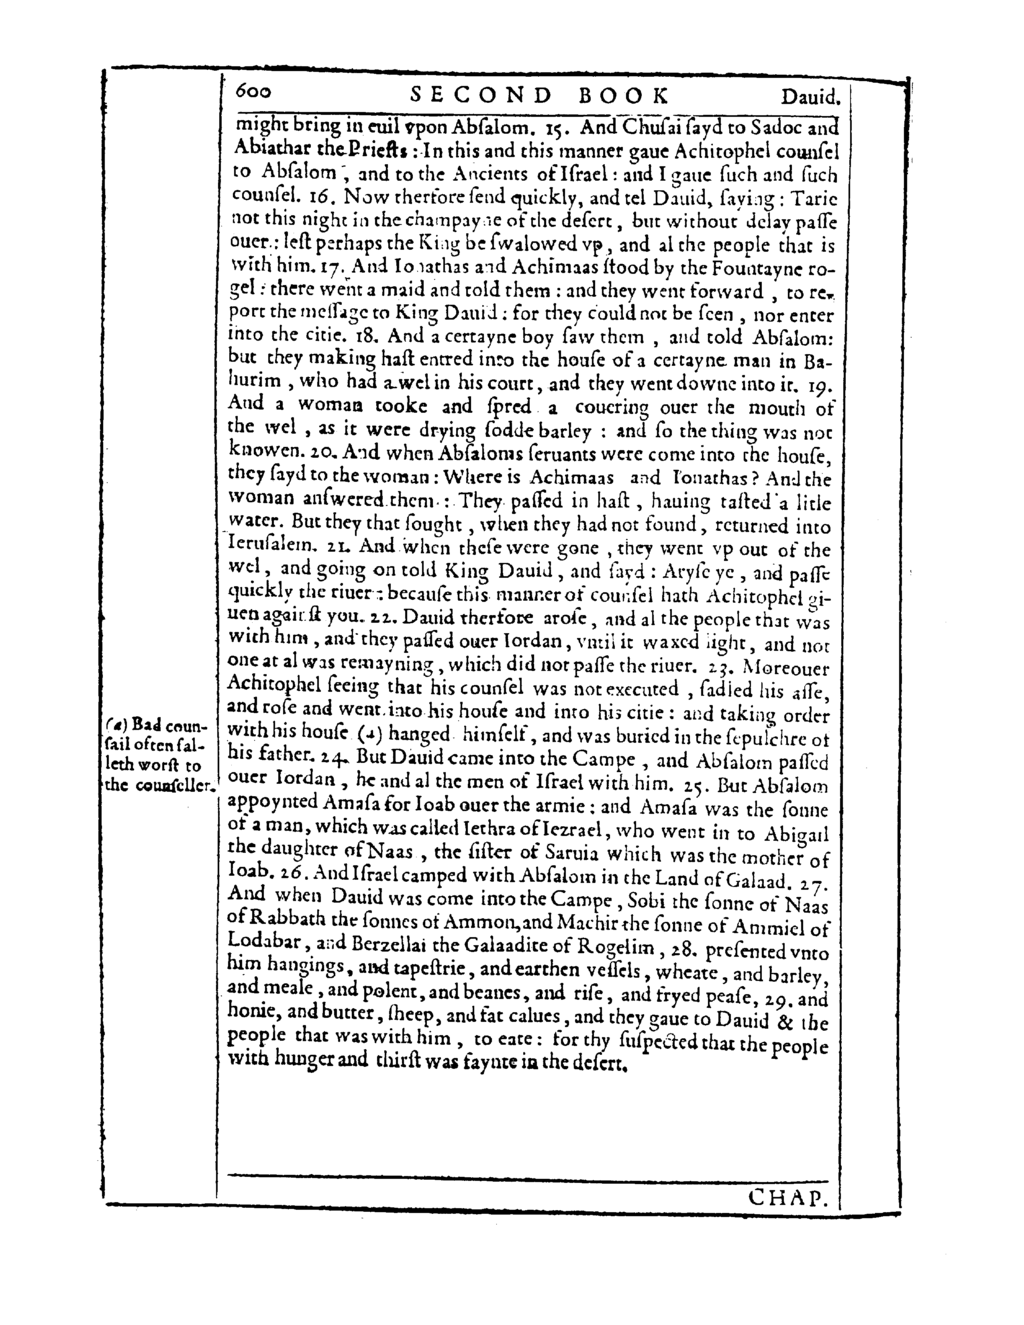 600 SECOND BOOK Dauid.
might bring in euil vpon Abſalom. 15. And Chuſai ſayd to Sadoc and
Abiathar the Prieſts : In this and this manner gaue Achitophel counſel
to Abſalom, and to the Ancients of Iſrael : and I gaue ſuch and ſuch
counſel. 16. Now therfore ſend quickly, and tel Dauid, ſaying : Tarie
not this night in the champayne of the deſert, but without delay paſſe
ouer : leſt perhaps the King be ſwalowed vp, and al the people that is
with him. 17. And Ionathas and Achimaas ſtood by the Fountayne ro-
gel : there went a maid and told them : and they went forward, to re-
port the meſſage to King Dauid : for they could not be ſeen, nor enter
into the citie. 18. And a certayne boy ſaw them, and told Abſalom:
but they making haſt entred into the houſe of a certayne man in Ba-
hurim, who had a wel in his court, and they went downe into it. 19.
And a woman tooke and ſpred a couering ouer the mouth of
the wel, as it were drying ſodde barley : and ſo the thing was not
knowen. 20. And when Abſaloms ſeruants were come into the houſe,
they ſayd to the woman : Where is Achimaas and Ionathas ? And the
woman anſwered them : They paſſed in haſt, hauing taſted a litle
water. But they that ſought, when they had not found, returned into
Ieruſalem. 21. And when theſe were gone, they went vp out of the
wel, and going on told King Dauid, and ſayd : Aryſe ye, and paſſe
quickly the riuer : becauſe this manner of counſel hath Achitophel gi-
uen againſt you. 22. Dauid therfore aroſe, and al the people that was
with him, and they paſſed ouer Iordan, vntil it waxed light, and not
one at al was remayning, which did not paſſe the riuer. 23. Moreouer
Achitophel ſeeing that his counſel was not executed, ſadled his aſſe,
and roſe and went into his houſe and into his citie : and taking order
with his houſe (a) hanged himſelf, and was buried in the ſepulchre of
his father. 24. But Dauid came into the Campe, and Abſalom paſſed
ouer Iordan, he and al the men of Iſrael with him. 25. But Abſalom
appoynted Amaſa for Ioab ouer the armie : and Amaſa was the ſonne
of a man, which was called Iethra of Iezrael, who went in to Abigail
the daughter of Naas, the ſiſter of Saruia which was the mother of
Ioab. 26. And Iſrael camped with Abſalom in the Land of Galaad. 27.
And when Dauid was come into the Campe, Sobi the ſonne of Naas
of Rabbath the ſonnes of Ammon, and Machir the ſonne of Ammiel of
Lodabar, and Berzellai the Galaadite of Rogelim, 28. preſented vnto
him hangings, and tapeſtrie, and earthen veſſels, wheate, and barley,
and meale, and polent, and beanes, and riſe, and fryed peaſe, 29. and
honie, and butter, ſheep, and fat calues, and they gaue to Dauid & the
people that was with him, to eate : for thy ſuſpected that the people
with hunger and thirſt was faynte in the deſert.
(a) Bad coun-
ſail often fal-
leth worſt to
the counſeller.
CHAP.